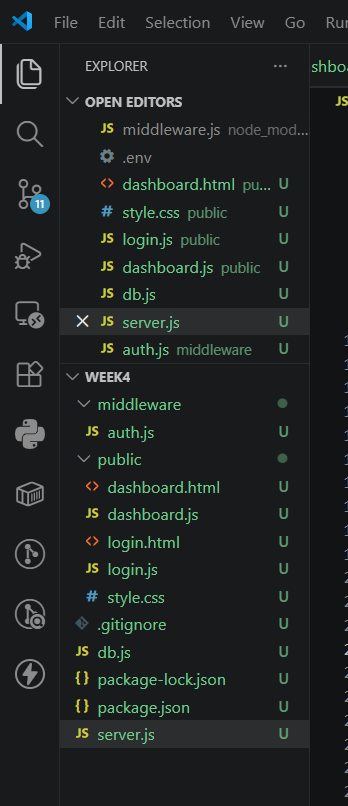 File Edit Selection View Go Run
EXPLORER ...
OPEN EDITORS
JS middleware.js node_mod...
.env
<> dashboard.html pu... U
# style.css public U
JS login.js public U
JS dashboard.js public U
JS db.js U
JS server.js U
JS auth.js middleware U
WEEK4
middleware
JS auth.js U
public
<> dashboard.html U
JS dashboard.js U
<> login.html U
JS login.js U
# style.css U
.gitignore U
JS db.js U
{} package-lock.json U
{} package.json U
JS server.js U
11
JS